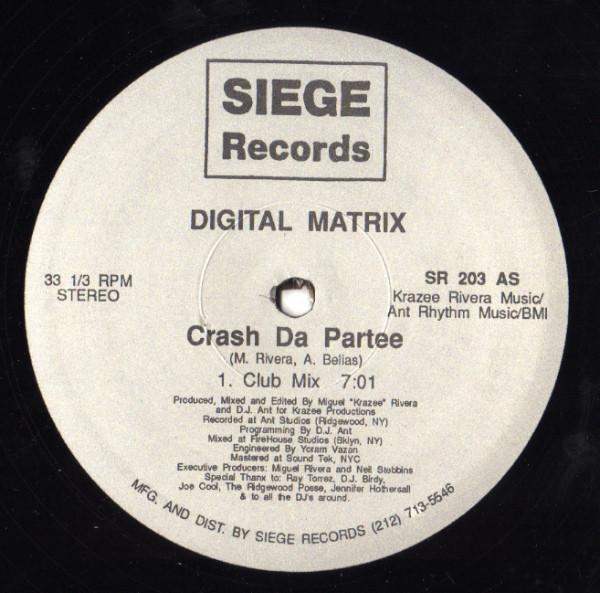 SIEGE
Records
DIGITAL MATRIX
33 1/3 RPM
STEREO
SR 203 AS
Krazee Rivera Music/
Ant Rhythm Music/BMI
Crash Da Partee
(M. Rivera, A. Belias)
1. Club Mix 7:01
Produced, Mixed and Edited By Miguel "Krazee" Rivera
and D.J. Ant for Krazee Productions
Recorded at Ant Studios (Ridgewood, NY)
Programming By D.J. Ant
Mixed at FireHouse Studios (Bklyn, NY)
Engineered By Yoram Vazan
Mastered at Sound Tek, NYC
Executive Producers: Miguel Rivera and Neil Stebbins
Special Thanx to: Ray Torrez, D.J. Birdy,
Joe Cool, The Ridgewood Posse, Jennifer Hothersall
& to all the DJ's around.
MFG. AND DIST. BY SIEGE RECORDS (212) 713-5546